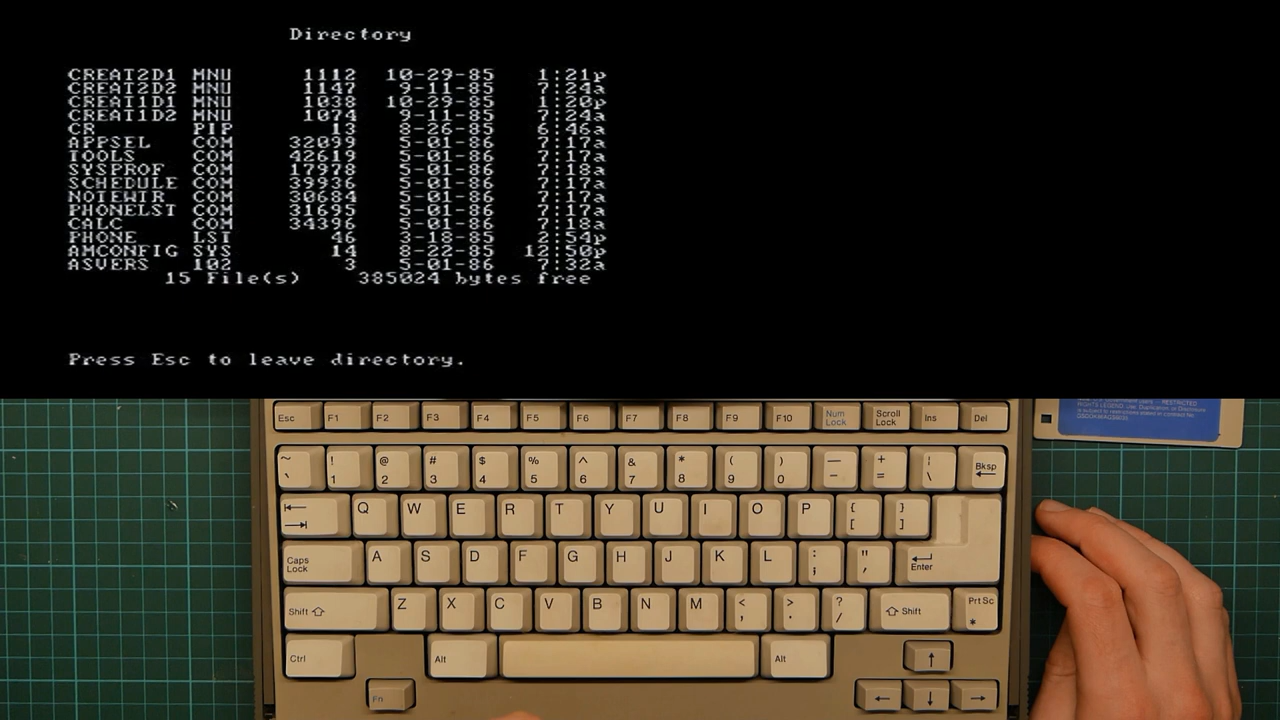 Directory
CREAT2D1 MNU 1112 10-29-85 1:21p
CREAT2D2 MNU 1147 9-11-85 7:24a
CREAT1D1 MNU 1038 10-29-85 1:20p
CREAT1D2 MNU 1074 9-11-85 7:24a
CR PIP 13 8-26-85 6:46a
APPSEL COM 32099 5-01-86 7:17a
TOOLS COM 42619 5-01-86 7:17a
SYSPROF COM 17978 5-01-86 7:18a
SCHEDULE COM 39936 5-01-86 7:17a
NOTEWIR COM 30684 5-01-86 7:17a
PHONELST COM 31695 5-01-86 7:17a
CALC COM 34396 5-01-86 7:18a
PHONE LST 46 3-18-85 2:54p
AMCONFIG SYS 14 8-22-85 12:50p
ASVERS 102 3 5-01-86 7:32a
15 File(s) 385024 bytes free
Press Esc to leave directory.
Esc F1 F2 F3 F4 F5 F6 F7 F8 F9 F10 Num Lock Scroll Lock Ins Del
~ ` ! 1 @ 2 # 3 $ 4 % 5 ^ 6 & 7 * 8 ( 9 ) 0 — - + = ¦ \ Bksp ←
Q W E R T Y U I O P { [ } ]
Caps Lock A S D F G H J K L : ; " ' Enter
Shift Z X C V B N M < , > . ? / Shift PrtSc *
Ctrl Alt Alt ↑
Fn ← ↓ →